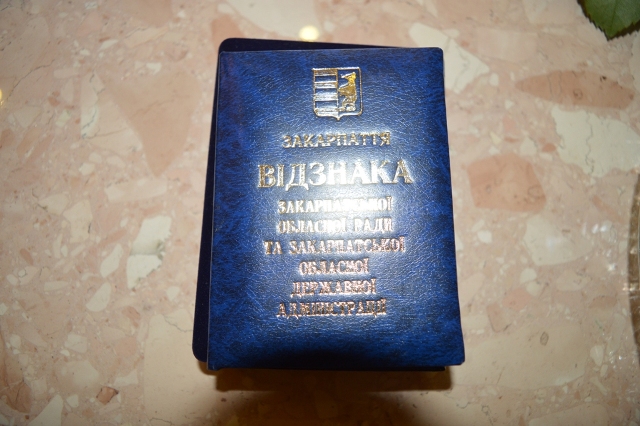 ЗАКАРПАТТЯ
ВІДЗНАКА
ЗАКАРПАТСЬКОЇ
ОБЛАСНОЇ РАДИ
ТА ЗАКАРПАТСЬКОЇ
ОБЛАСНОЇ
ДЕРЖАВНОЇ
АДМІНІСТРАЦІЇ